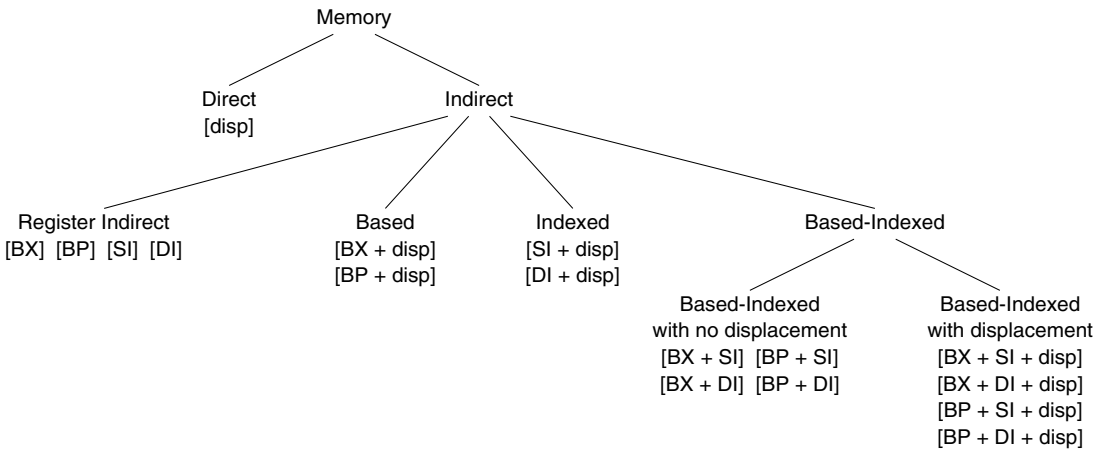 Memory
Direct
[disp]
Indirect
Register Indirect
[BX] [BP] [SI] [DI]
Based
[BX + disp]
[BP + disp]
Indexed
[SI + disp]
[DI + disp]
Based-Indexed
Based-Indexed
with no displacement
[BX + SI] [BP + SI]
[BX + DI] [BP + DI]
Based-Indexed
with displacement
[BX + SI + disp]
[BX + DI + disp]
[BP + SI + disp]
[BP + DI + disp]